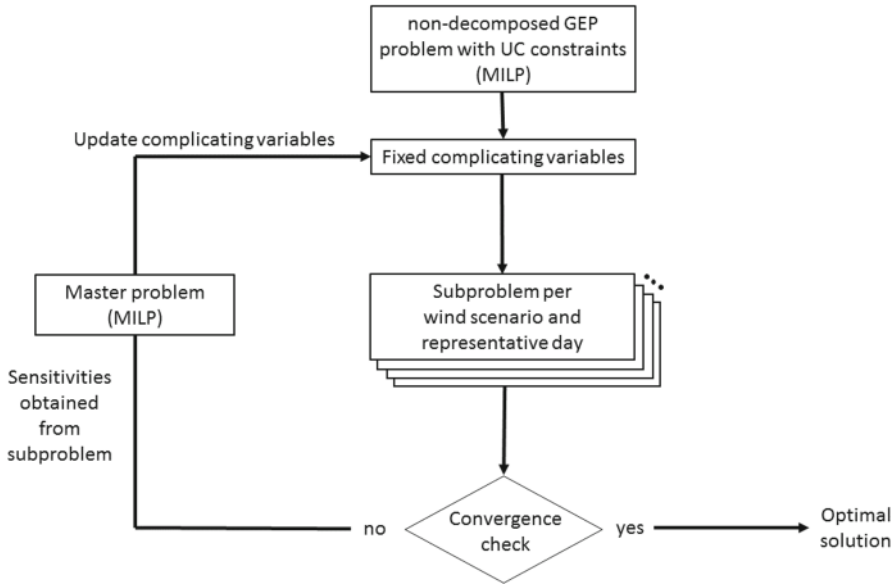 non-decomposed GEP
problem with UC constraints
(MILP)
Update complicating variables
Fixed complicating variables
Master problem
(MILP)
Subproblem per
wind scenario and
representative day
Sensitivities
obtained
from
subproblem
no
Convergence
check
yes
Optimal
solution